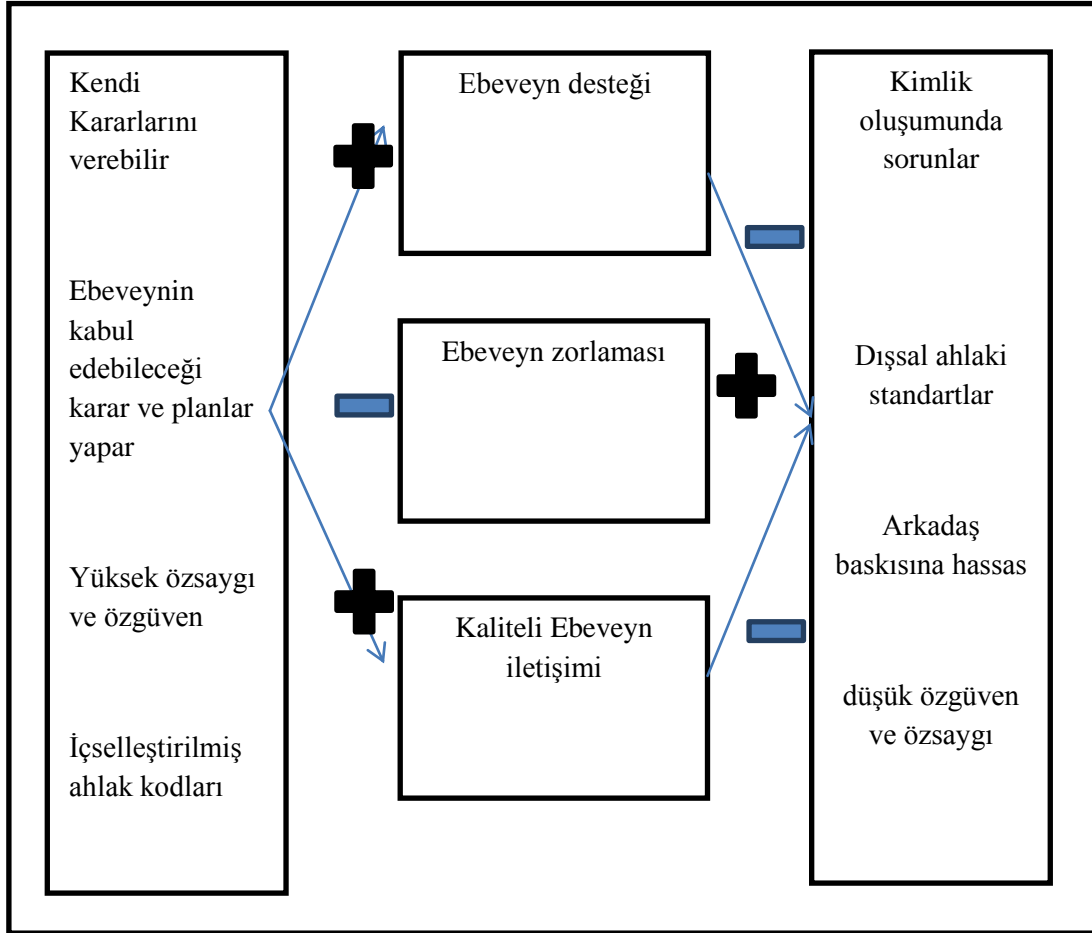 Kendi
Kararlarını
verebilir
Ebeveynin
kabul
edebileceği
karar ve planlar
yapar
Yüksek özsaygı
ve özgüven
İçselleştirilmiş
ahlak kodları
Ebeveyn desteği
Ebeveyn zorlaması
Kaliteli Ebeveyn
iletişimi
Kimlik
oluşumunda
sorunlar
Dışsal ahlaki
standartlar
Arkadaş
baskısına hassas
düşük özgüven
ve özsaygı